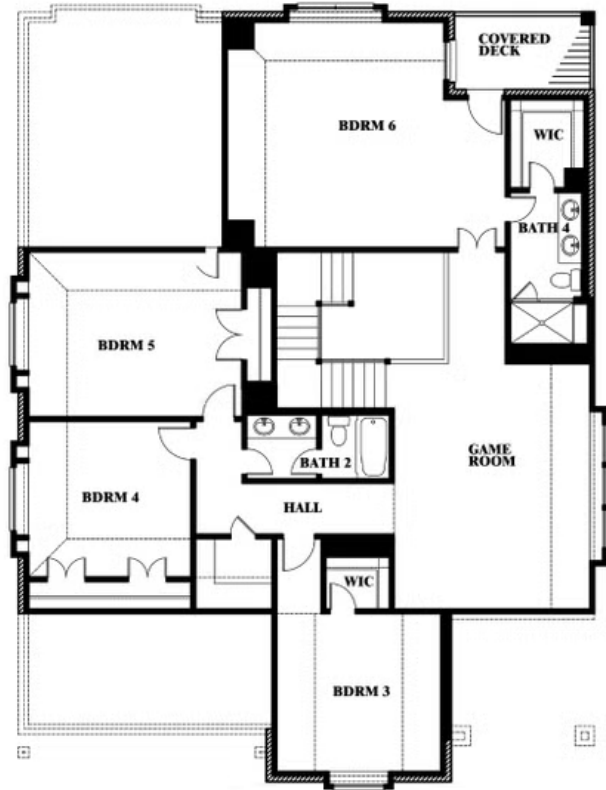 COVERED
DECK
BDRM 6
WIC
BATH 4
BDRM 5
GAME
ROOM
BATH 2
BDRM 4
HALL
WIC
BDRM 3